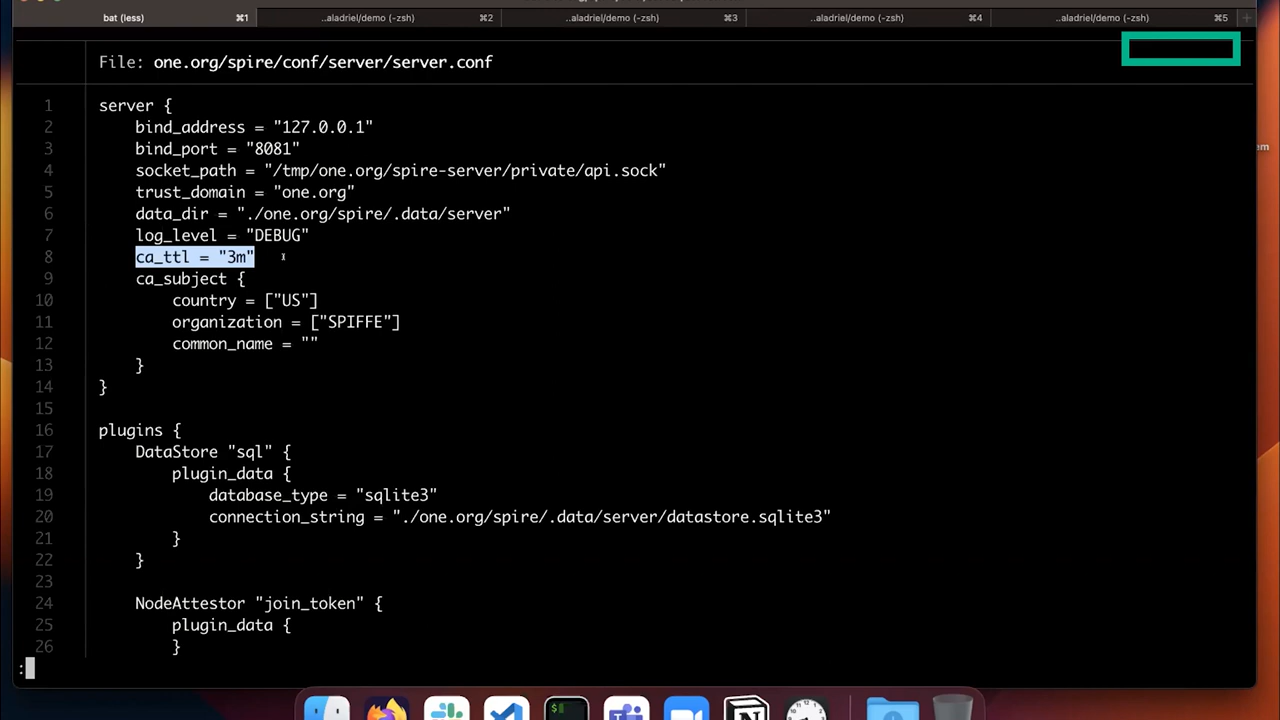 bat (less) ⌘1 ..aladriel/demo (-zsh) ⌘2 ..aladriel/demo (-zsh) ⌘3 ..aladriel/demo (-zsh) ⌘4 ..aladriel/demo (-zsh) ⌘5
File: one.org/spire/conf/server/server.conf
1 server {
2 bind_address = "127.0.0.1"
3 bind_port = "8081"
4 socket_path = "/tmp/one.org/spire-server/private/api.sock"
5 trust_domain = "one.org"
6 data_dir = "./one.org/spire/.data/server"
7 log_level = "DEBUG"
8 ca_ttl = "3m"
9 ca_subject {
10 country = ["US"]
11 organization = ["SPIFFE"]
12 common_name = ""
13 }
14 }
15
16 plugins {
17 DataStore "sql" {
18 plugin_data {
19 database_type = "sqlite3"
20 connection_string = "./one.org/spire/.data/server/datastore.sqlite3"
21 }
22 }
23
24 NodeAttestor "join_token" {
25 plugin_data {
26 }
: